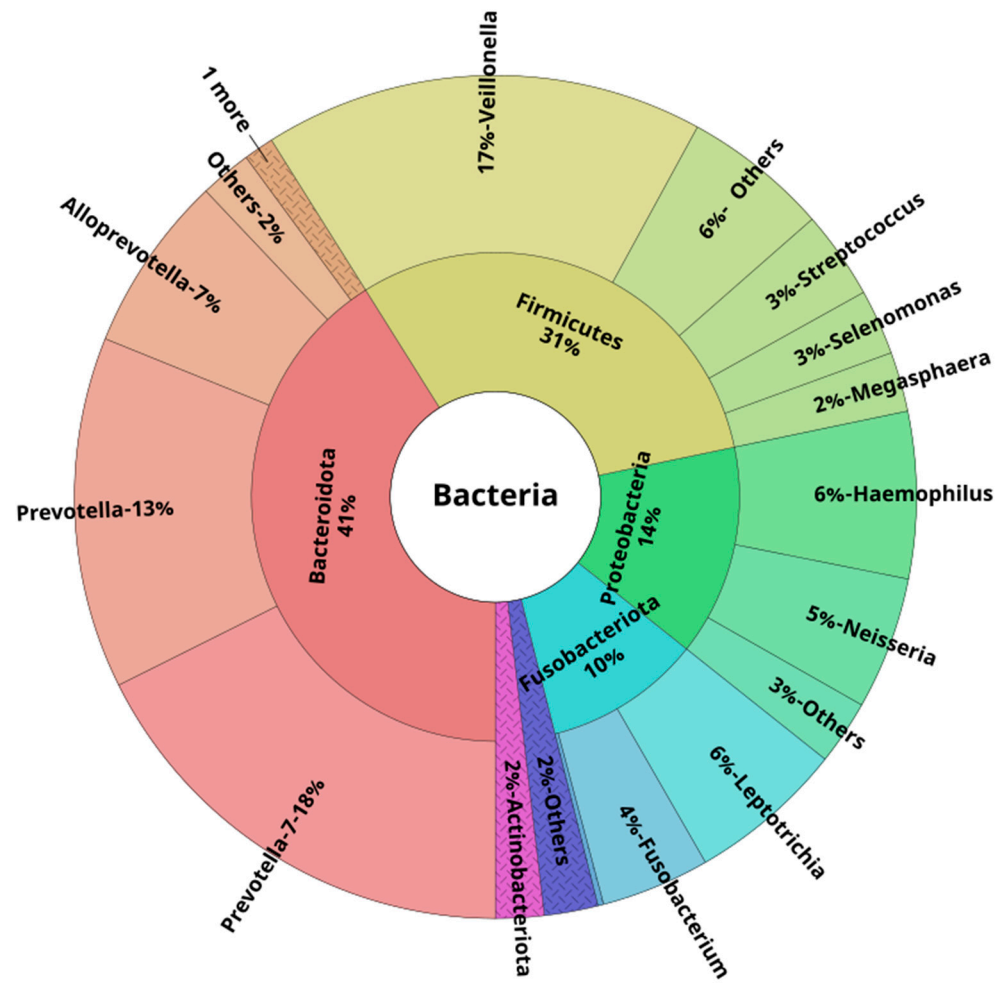 Bacteria
Firmicutes
31%
17%-Veillonella
6%- Others
3%-Streptococcus
3%-Selenomonas
2%-Megasphaera
Proteobacteria
14%
6%-Haemophilus
5%-Neisseria
3%-Others
Fusobacteriota
10%
6%-Leptotrichia
4%-Fusobacterium
2%-Others
2%-Actinobacteriota
Bacteroidota
41%
Prevotella-7-18%
Prevotella-13%
Alloprevotella-7%
Others-2%
1 more